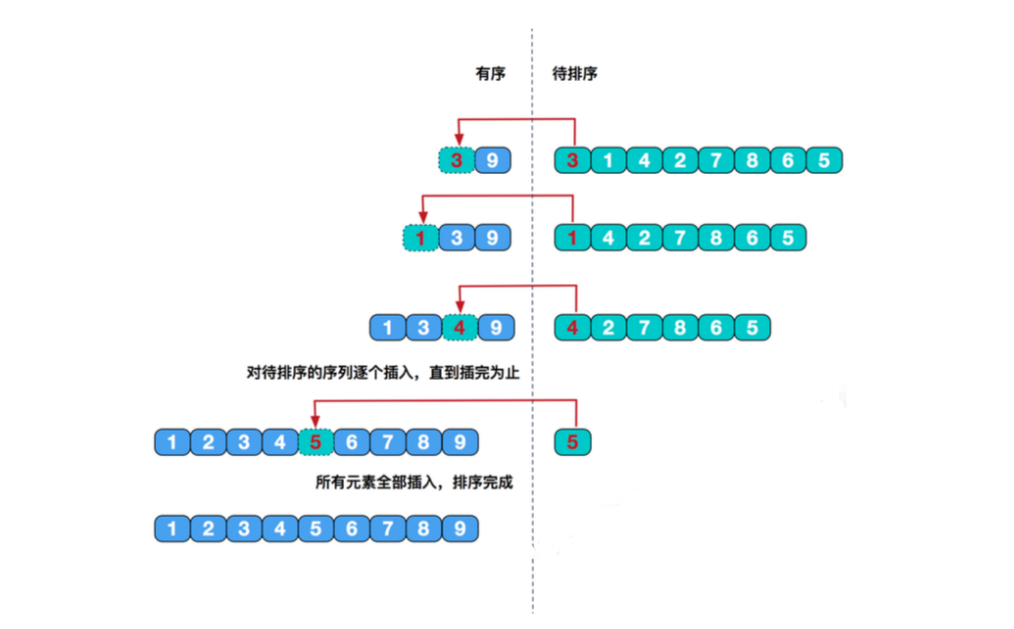 有序 待排序
3 9 3 1 4 2 7 8 6 5
1 3 9 1 4 2 7 8 6 5
1 3 4 9 4 2 7 8 6 5
对待排序的序列逐个插入，直到插完为止
1 2 3 4 5 6 7 8 9 5
所有元素全部插入，排序完成
1 2 3 4 5 6 7 8 9